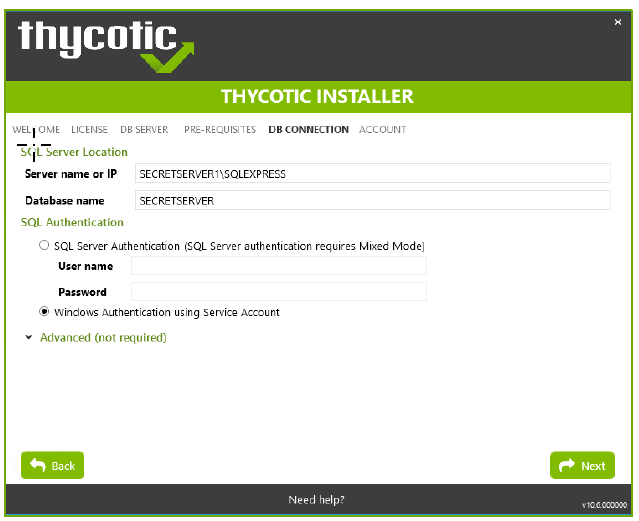 thycotic
×
THYCOTIC INSTALLER
WELCOME LICENSE DB SERVER PRE-REQUISITES DB CONNECTION ACCOUNT
SQL Server Location
Server name or IP SECRETSERVER1\SQLEXPRESS
Database name SECRETSERVER
SQL Authentication
SQL Server Authentication (SQL Server authentication requires Mixed Mode)
User name
Password
Windows Authentication using Service Account
Advanced (not required)
Back Next
Need help?
v10.6.000000